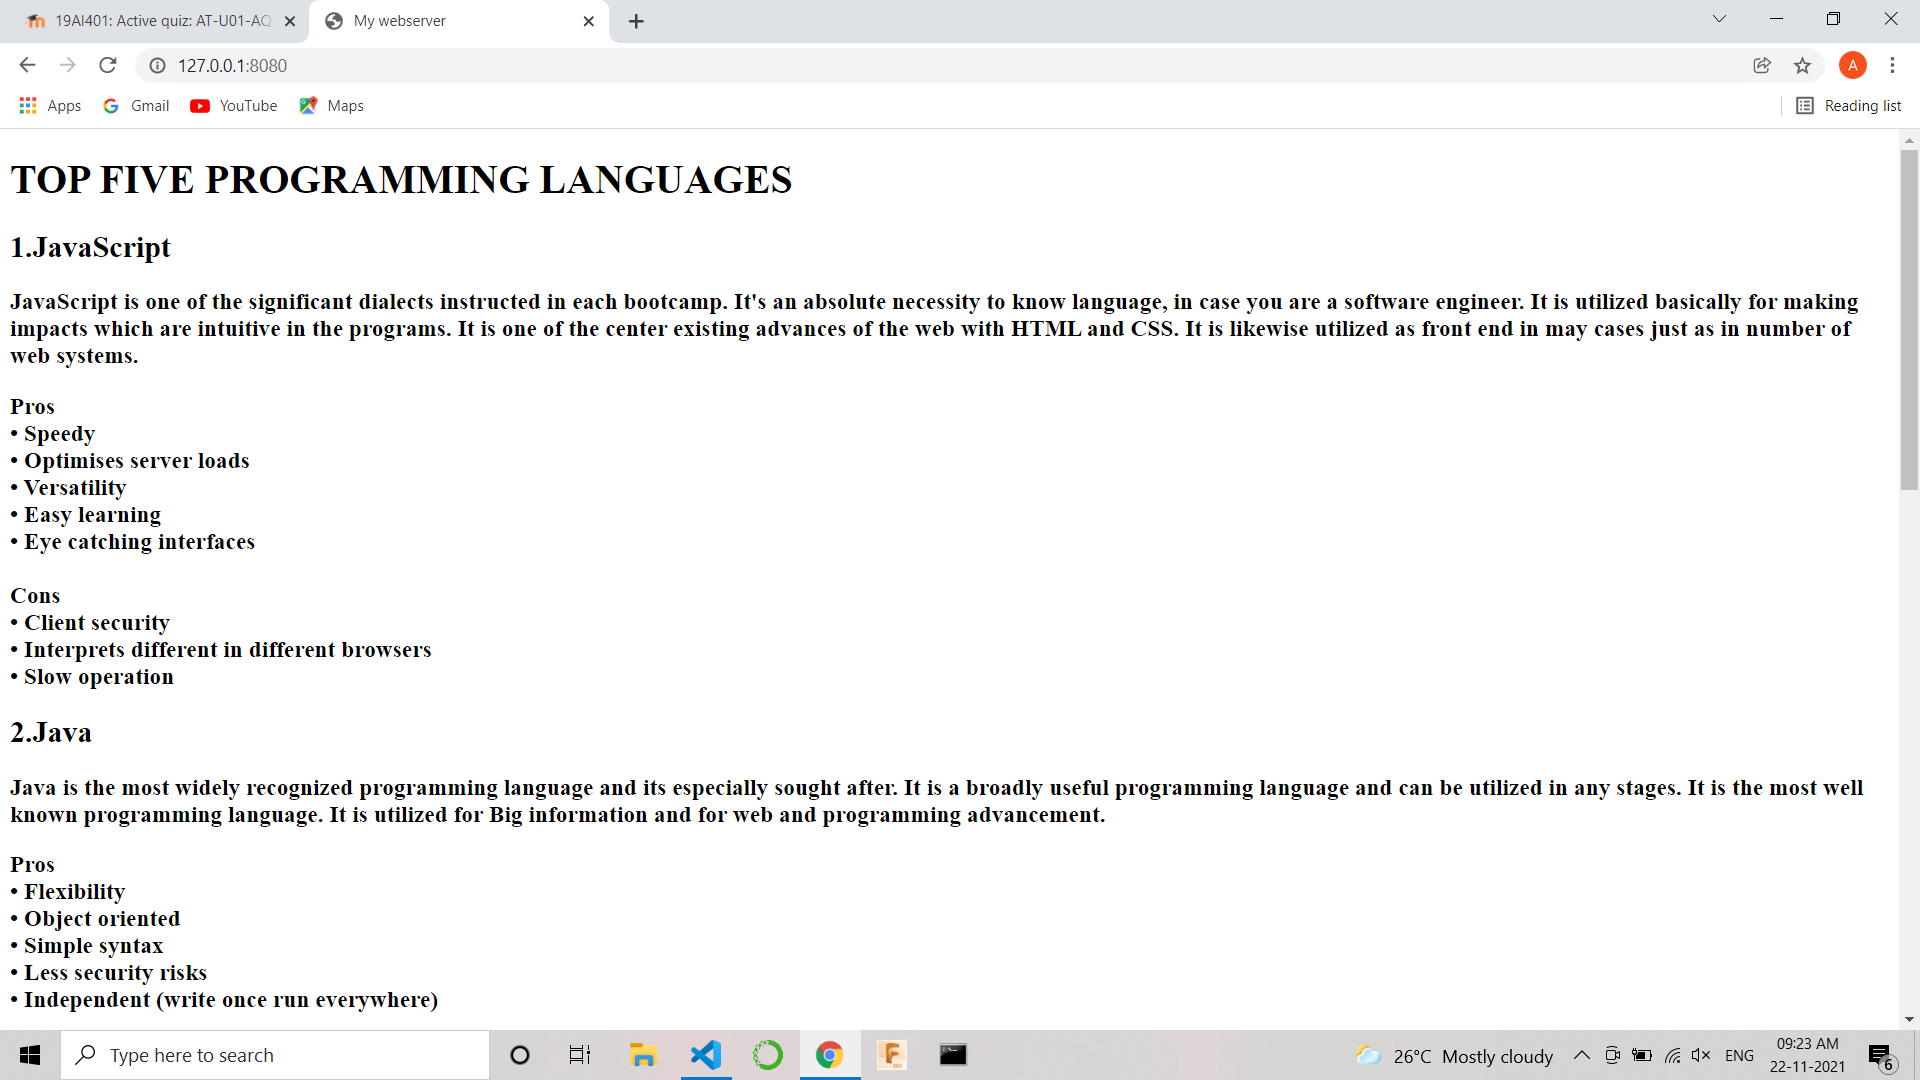 19AI401: Active quiz: AT-U01-AQ
My webserver
127.0.0.1:8080
A
Apps
Gmail
YouTube
Maps
Reading list
TOP FIVE PROGRAMMING LANGUAGES
1.JavaScript
JavaScript is one of the significant dialects instructed in each bootcamp. It's an absolute necessity to know language, in case you are a software engineer. It is utilized basically for making
impacts which are intuitive in the programs. It is one of the center existing advances of the web with HTML and CSS. It is likewise utilized as front end in may cases just as in number of
web systems.
Pros
• Speedy
• Optimises server loads
• Versatility
• Easy learning
• Eye catching interfaces
Cons
• Client security
• Interprets different in different browsers
• Slow operation
2.Java
Java is the most widely recognized programming language and its especially sought after. It is a broadly useful programming language and can be utilized in any stages. It is the most well
known programming language. It is utilized for Big information and for web and programming advancement.
Pros
• Flexibility
• Object oriented
• Simple syntax
• Less security risks
• Independent (write once run everywhere)
Type here to search
26°C Mostly cloudy
ENG
09:23 AM
22-11-2021
6